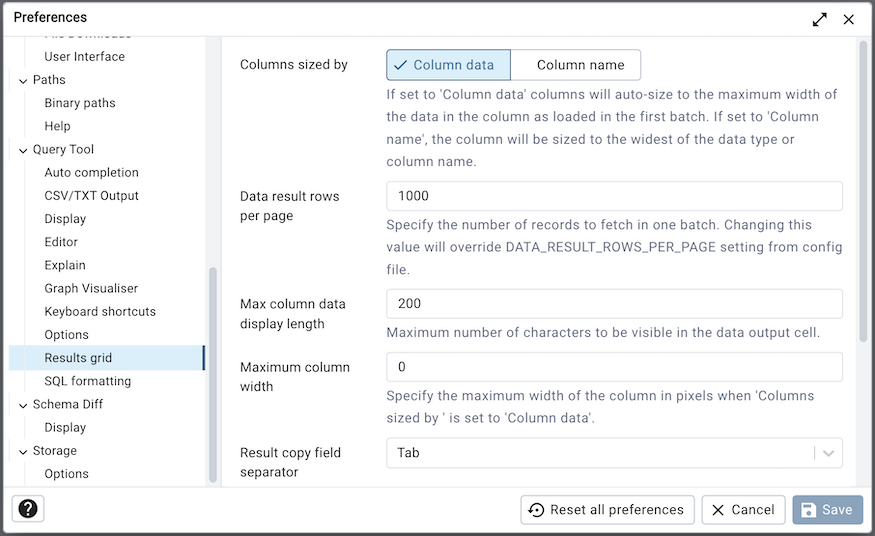 Preferences
File Downloads
User Interface
Paths
Binary paths
Help
Query Tool
Auto completion
CSV/TXT Output
Display
Editor
Explain
Graph Visualiser
Keyboard shortcuts
Options
Results grid
SQL formatting
Schema Diff
Display
Storage
Options
Columns sized by
Column data
Column name
If set to 'Column data' columns will auto-size to the maximum width of
the data in the column as loaded in the first batch. If set to 'Column
name', the column will be sized to the widest of the data type or
column name.
Data result rows
per page
1000
Specify the number of records to fetch in one batch. Changing this
value will override DATA_RESULT_ROWS_PER_PAGE setting from config
file.
Max column data
display length
200
Maximum number of characters to be visible in the data output cell.
Maximum column
width
0
Specify the maximum width of the column in pixels when 'Columns
sized by ' is set to 'Column data'.
Result copy field
separator
Tab
?
Reset all preferences
Cancel
Save